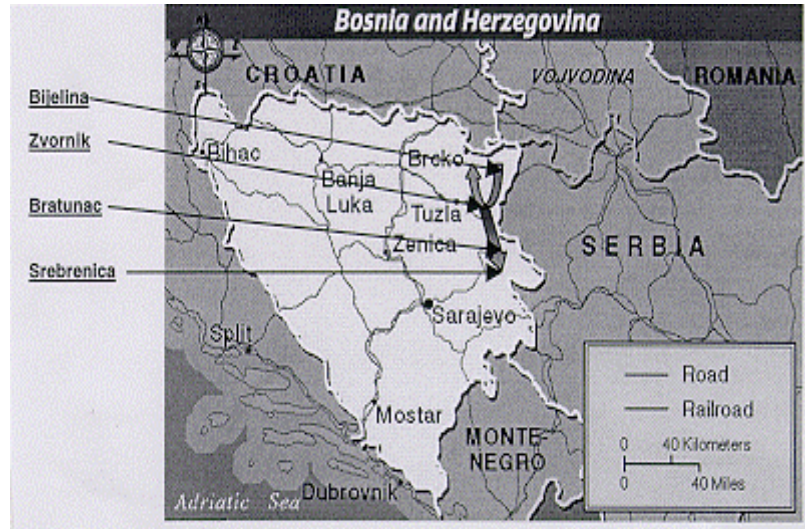 Bosnia and Herzegovina
CROATIA
VOJVODINA
ROMANIA
Bijelina
Zvornik
Bratunac
Srebrenica
Bihac
Brcko
Banja
Luka
Tuzla
Zenica
SERBIA
Sarajevo
Split
Mostar
MONTE-
NEGRO
Dubrovnik
Adriatic Sea
Road
Railroad
0 40 Kilometers
0 40 Miles